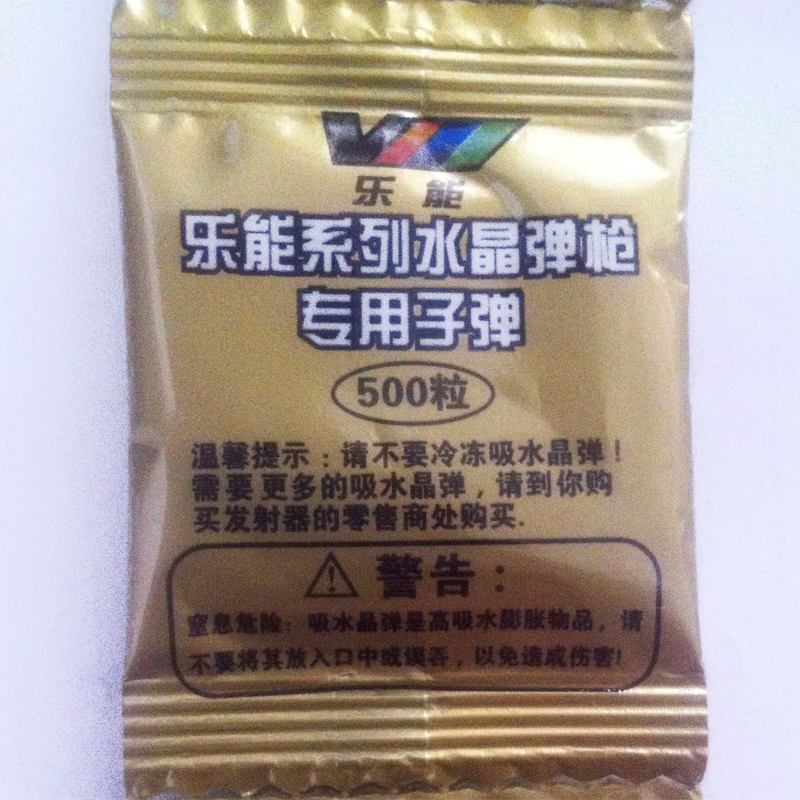 乐能
乐能系列水晶弹枪
专用子弹
500粒
温馨提示：请不要冷冻吸水晶弹！
需要更多的吸水晶弹，请到你购
买发射器的零售商处购买.
警告：
窒息危险：吸水晶弹是高吸水膨胀物品，请
不要将其放入口中或误吞，以免造成伤害!